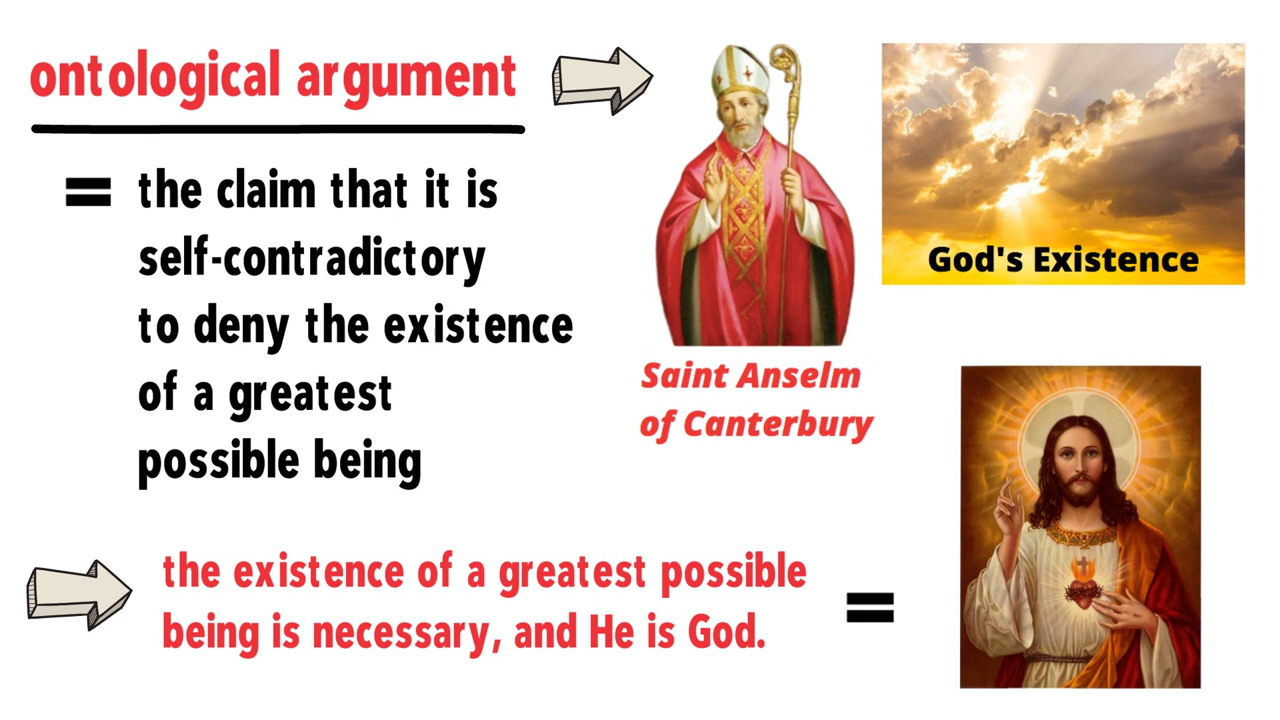 ontological argument
= the claim that it is
self-contradictory
to deny the existence
of a greatest
possible being
Saint Anselm
of Canterbury
God's Existence
the existence of a greatest possible
being is necessary, and He is God.
=